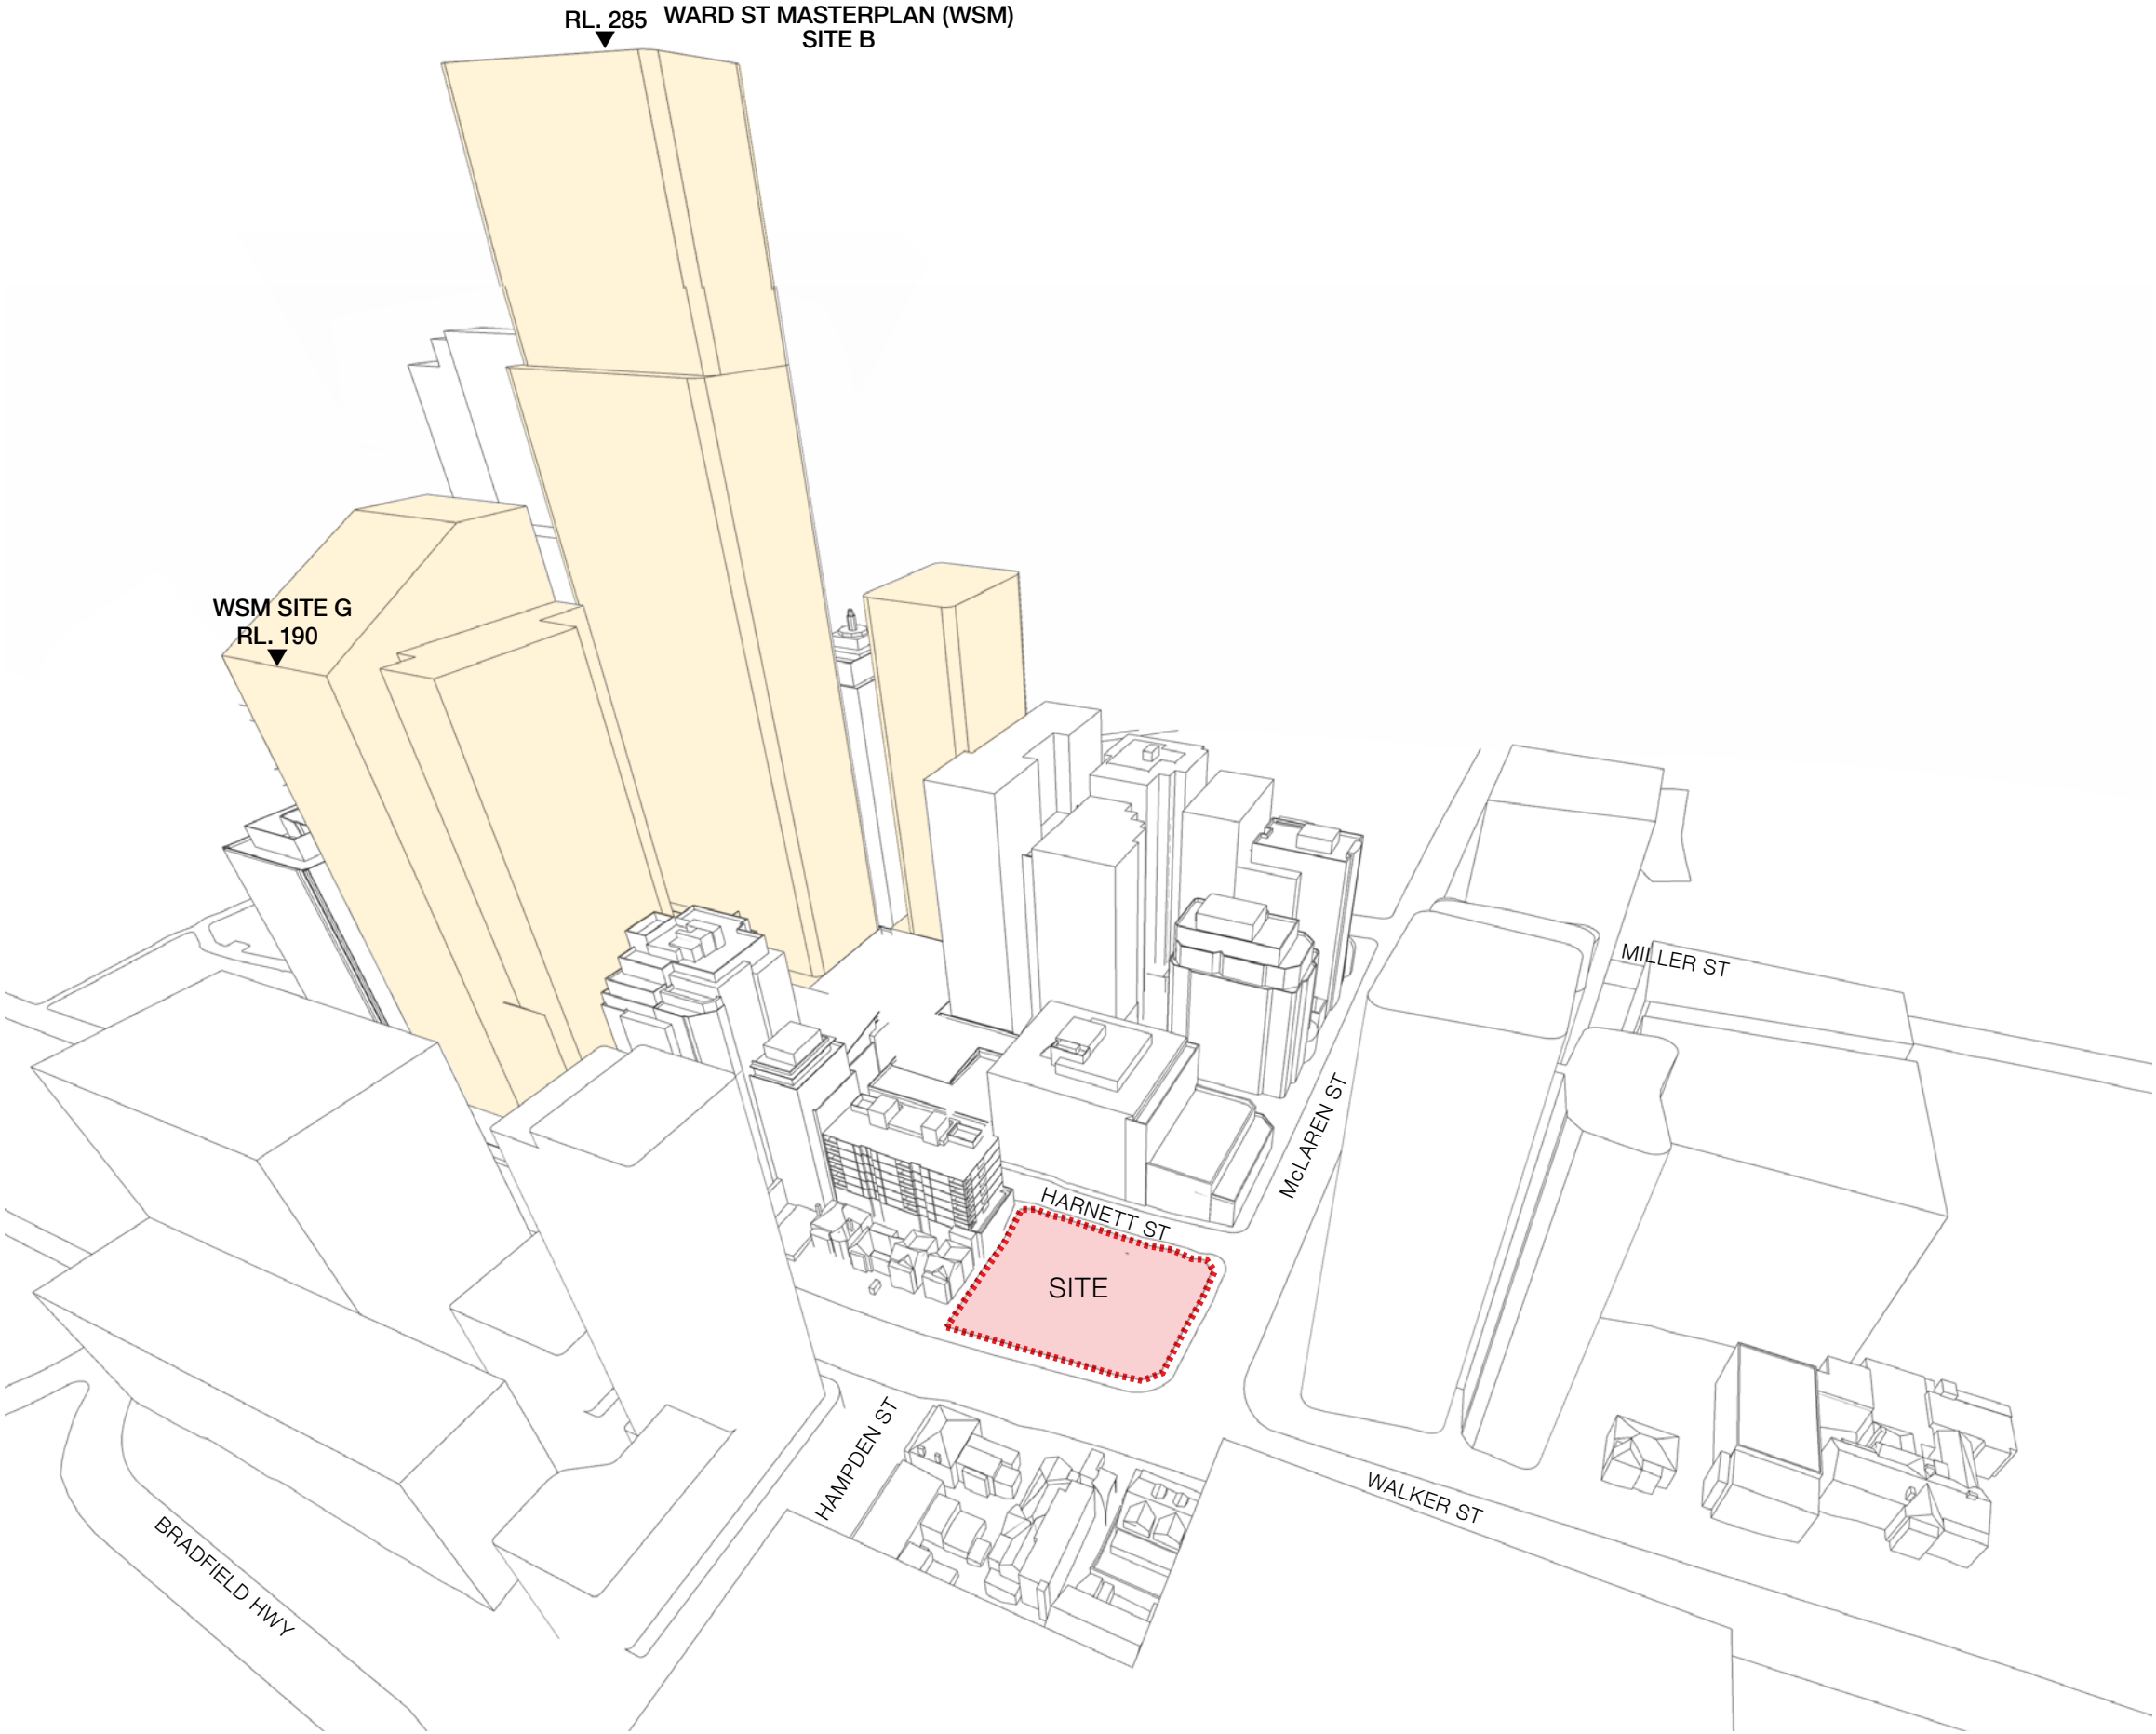 RL. 285
WARD ST MASTERPLAN (WSM)
SITE B
WSM SITE G
RL. 190
MILLER ST
McLAREN ST
HARNETT ST
SITE
HAMPDEN ST
WALKER ST
BRADFIELD HWY